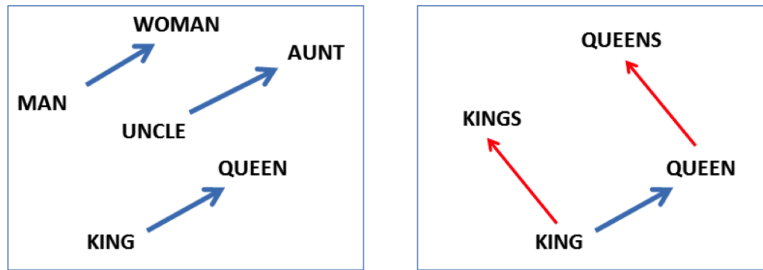 WOMAN
AUNT
MAN
UNCLE
QUEEN
KING
QUEENS
KINGS
QUEEN
KING